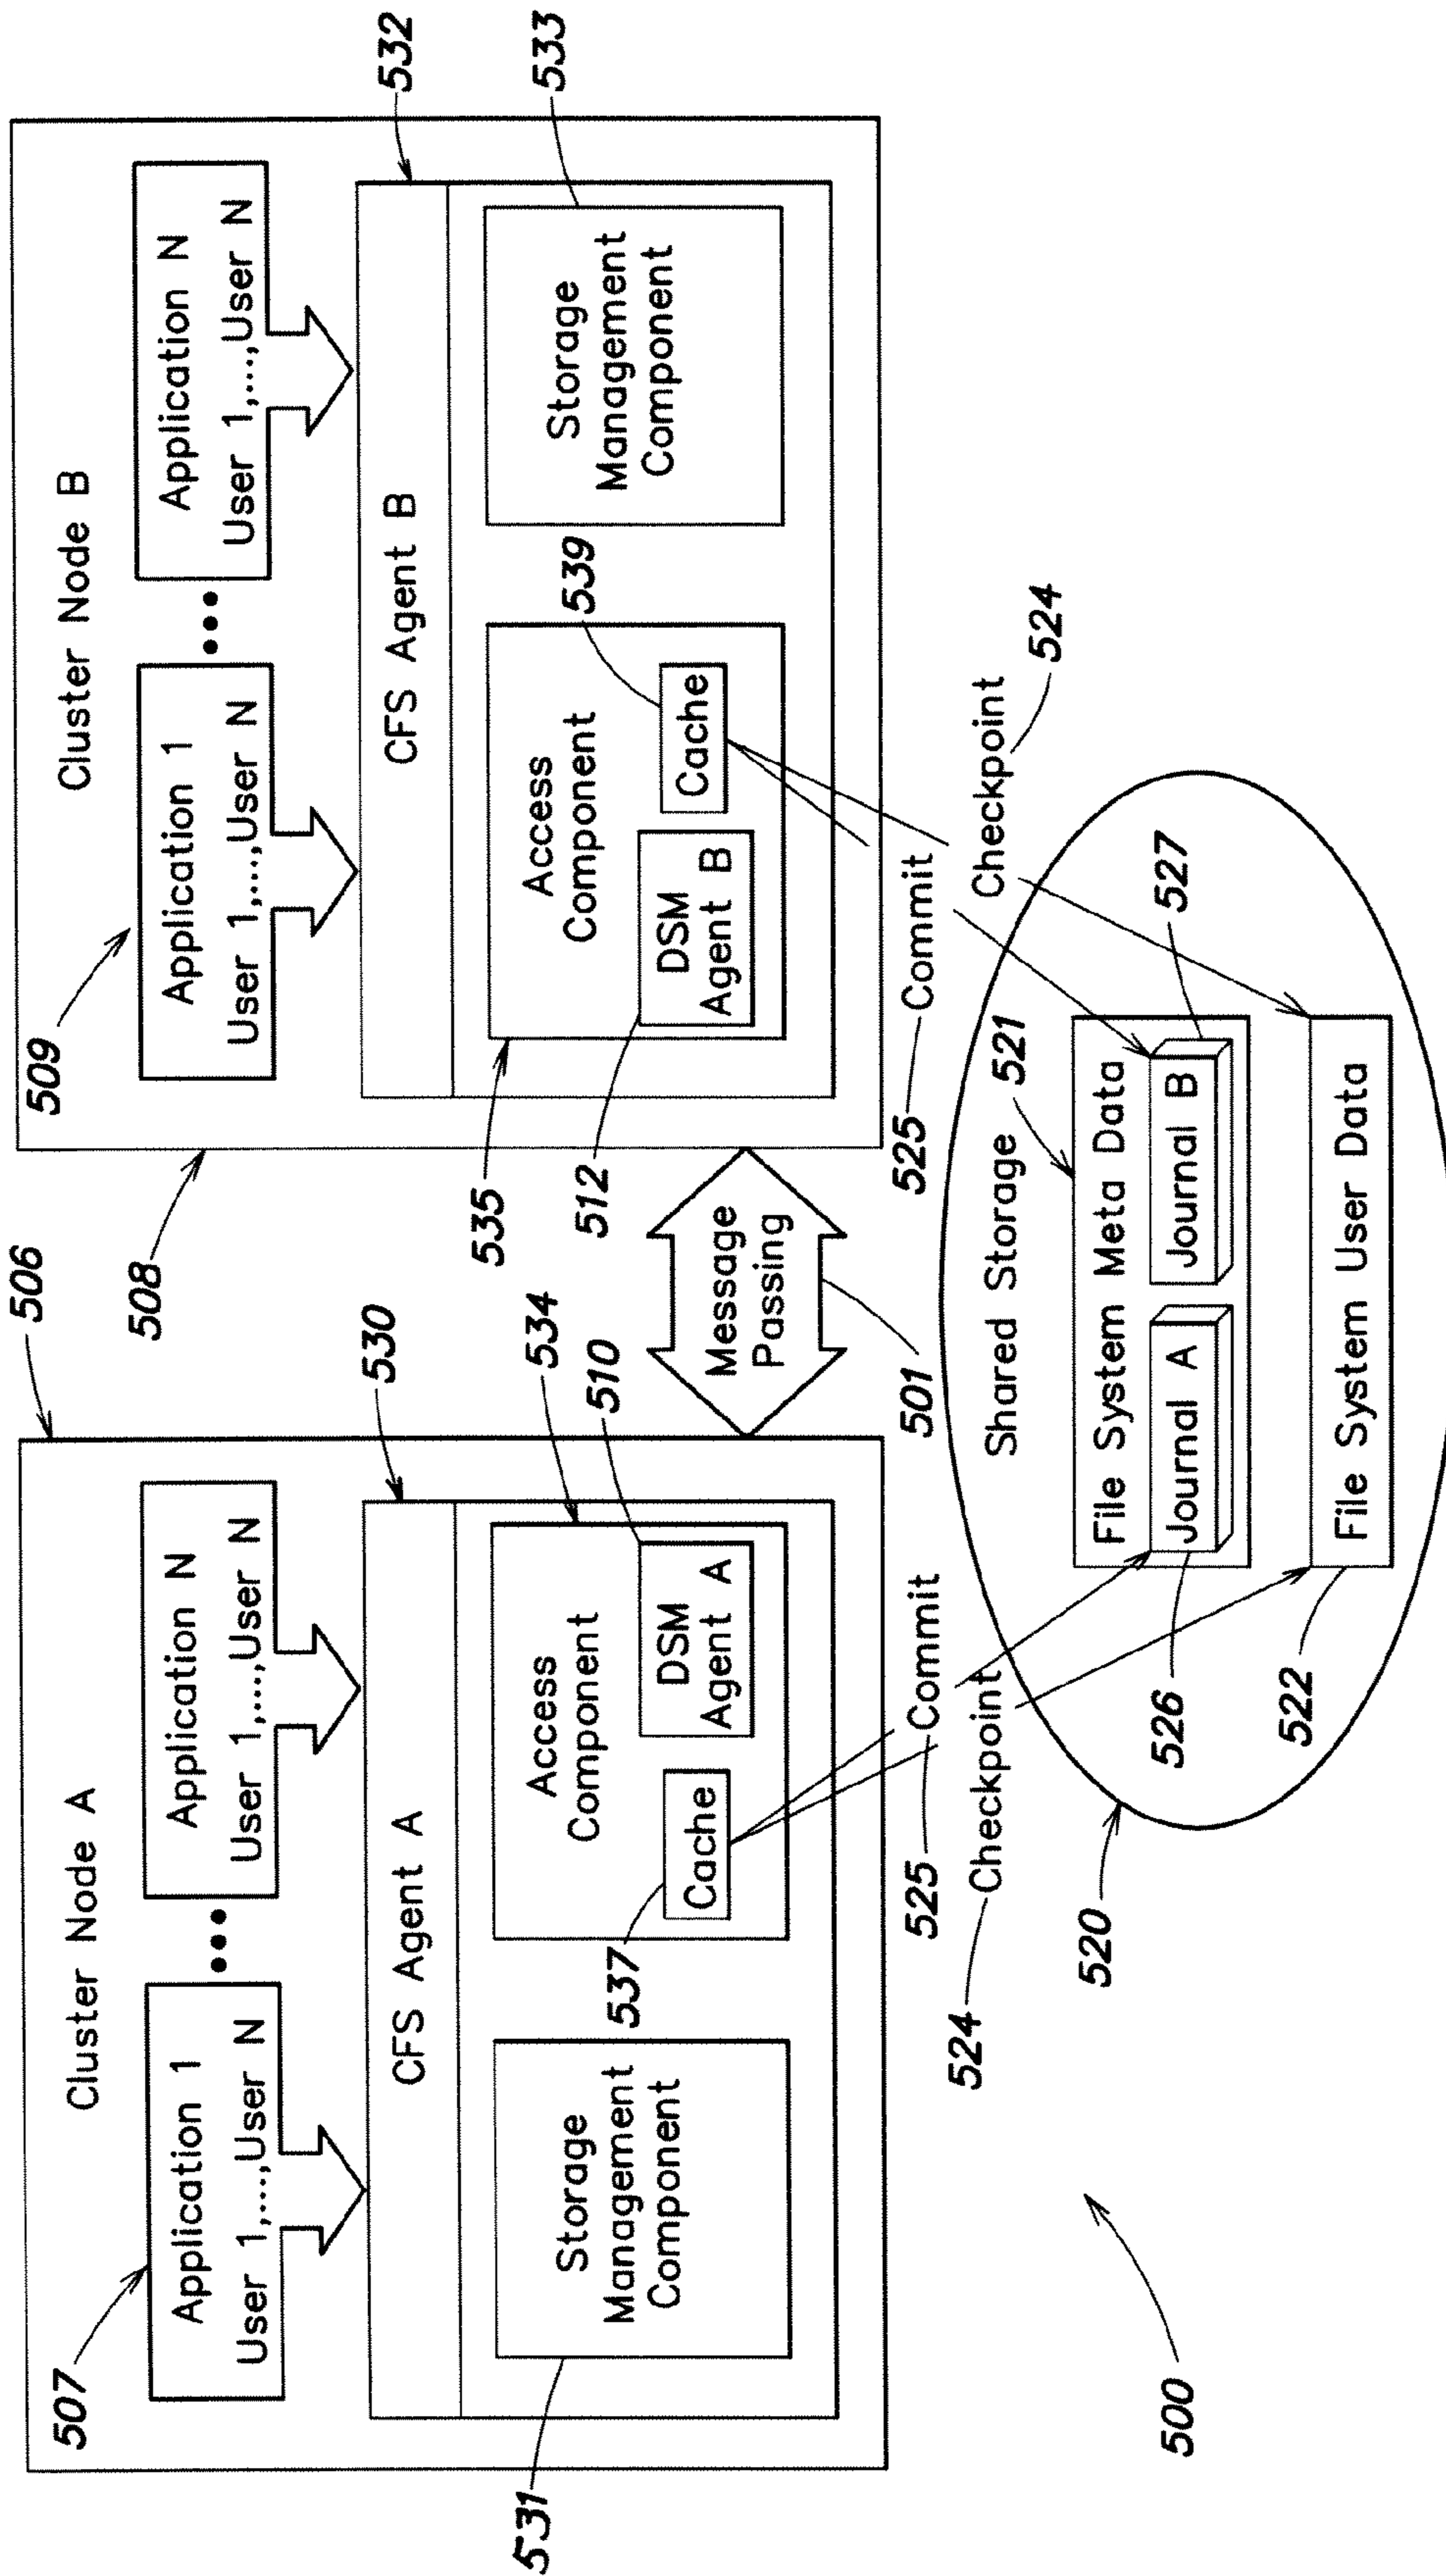 506
Cluster Node A
507
Application 1
User 1,...,User N
•••
Application N
User 1,...,User N
530
CFS Agent A
531
Storage
Management
Component
534
Access
Component
510
537
Cache
DSM
Agent A
508
Cluster Node B
509
Application 1
User 1,...,User N
•••
Application N
User 1,...,User N
532
CFS Agent B
535
Access
Component
512
DSM
Agent B
539
Cache
533
Storage
Management
Component
Message
Passing
501
525 Commit
524 Checkpoint
525 Commit
Checkpoint 524
520
Shared Storage
521
File System Meta Data
526
Journal A
Journal B
527
522
File System User Data
500